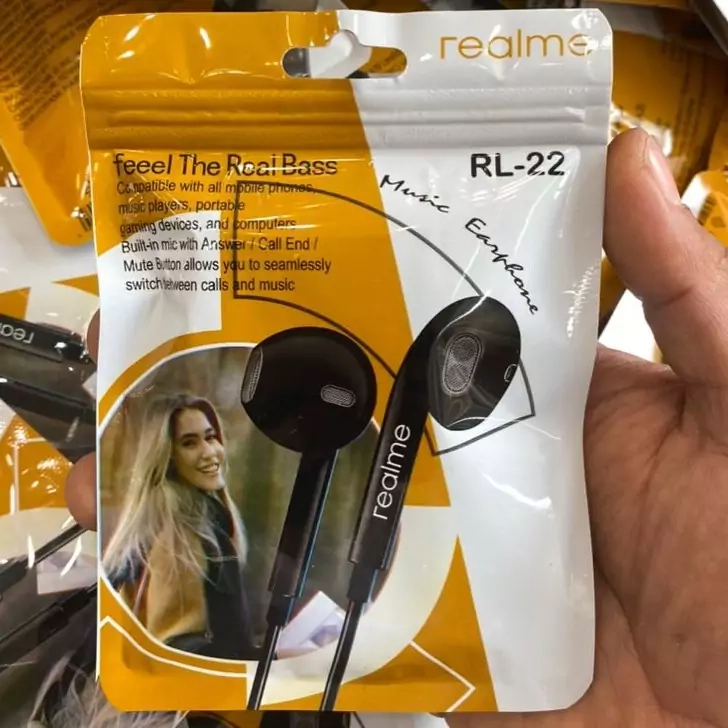 realme
feeel The Real Bass
RL-22
Compatible with all mobile phones,
music players, portable
gaming devices, and computers
Built-in mic with Answer / Call End /
Mute Button allows you to seamlessly
switch between calls and music
Music Earphone
realme